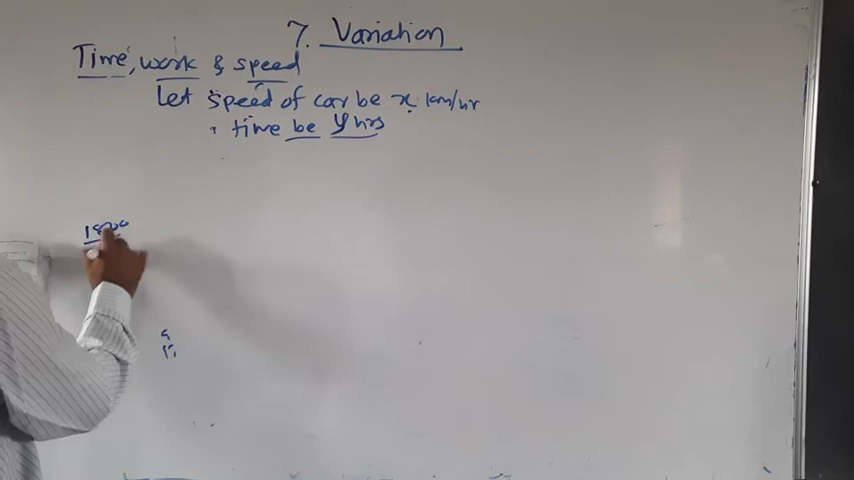 7. Variation
Time, work & speed
Let speed of car be x km/hr
time be y hrs